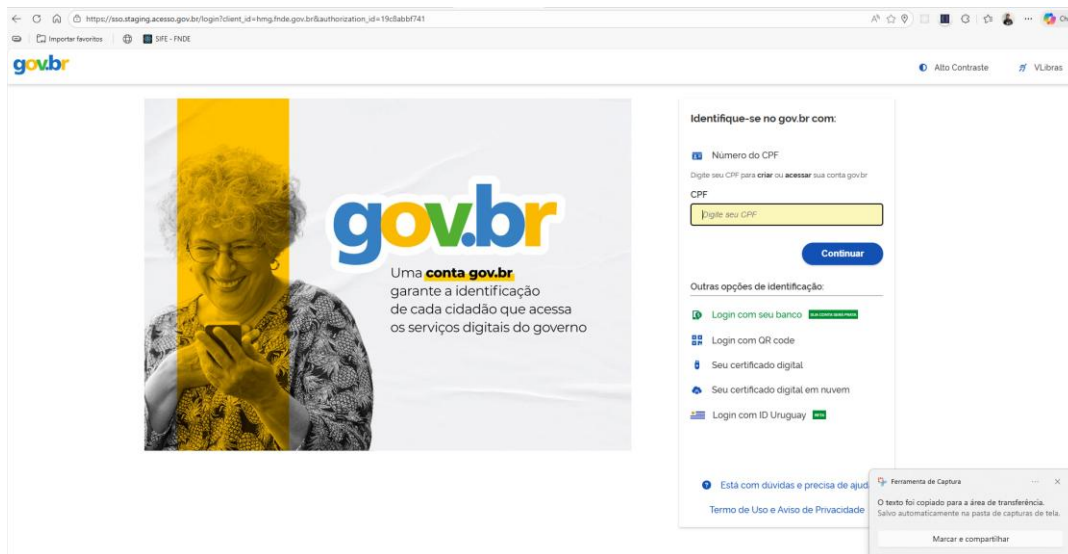 https://sso.staging.acesso.gov.br/login?client_id=hmg.fnde.gov.br&authorization_id=19c8abbf741
Importar favoritos SIFE - FNDE
gov.br
Alto Contraste
VLibras
gov.br
Uma conta gov.br
garante a identificação
de cada cidadão que acessa
os serviços digitais do governo
Identifique-se no gov.br com:
Número do CPF
Digite seu CPF para criar ou acessar sua conta gov.br
CPF
Digite seu CPF
Continuar
Outras opções de identificação:
Login com seu banco SUA CONTA SERÁ PRATA
Login com QR code
Seu certificado digital
Seu certificado digital em nuvem
Login com ID Uruguay BETA
Está com dúvidas e precisa de ajud
Termo de Uso e Aviso de Privacidade
Ferramenta de Captura
O texto foi copiado para a área de transferência.
Salvo automaticamente na pasta de capturas de tela.
Marcar e compartilhar